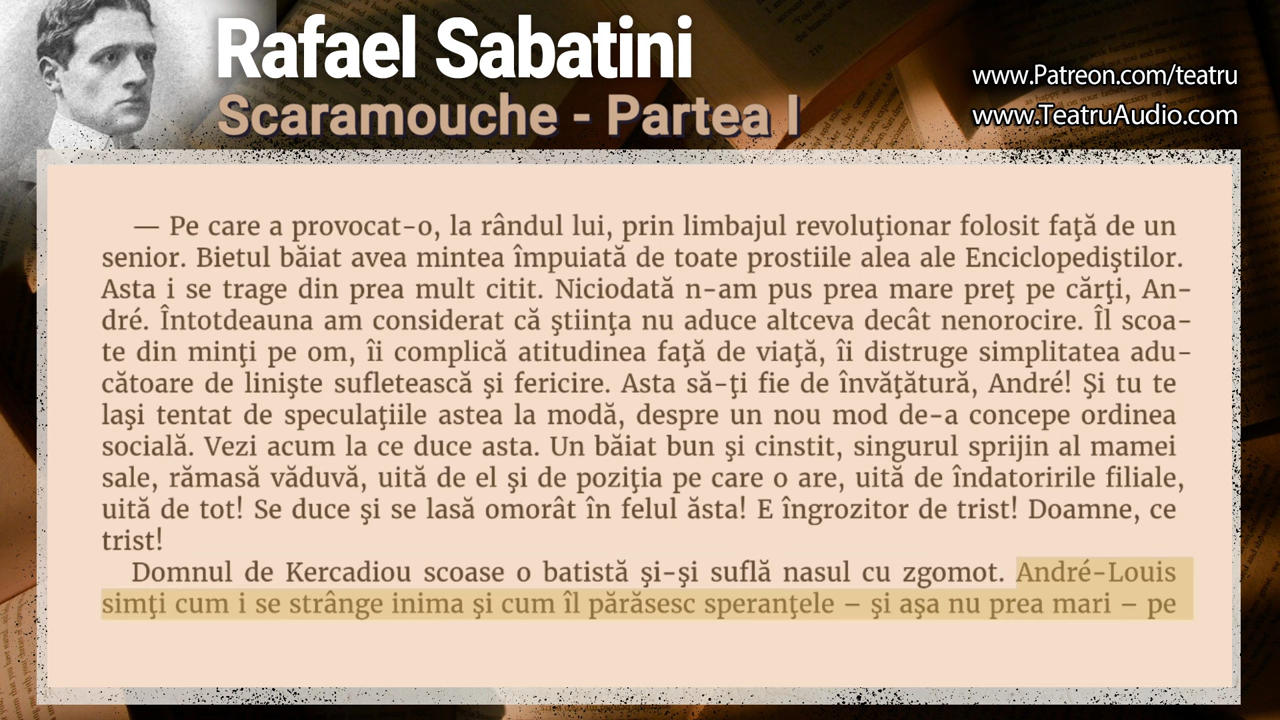 Rafael Sabatini
Scaramouche - Partea I
www.Patreon.com/teatru
www.TeatruAudio.com
— Pe care a provocat-o, la rândul lui, prin limbajul revoluţionar folosit faţă de un
senior. Bietul băiat avea mintea împuiată de toate prostiile alea ale Enciclopediştilor.
Asta i se trage din prea mult citit. Niciodată n-am pus prea mare preţ pe cărţi, An-
dré. Întotdeauna am considerat că ştiinţa nu aduce altceva decât nenorocire. Îl scoa-
te din minţi pe om, îi complică atitudinea faţă de viaţă, îi distruge simplitatea adu-
cătoare de linişte sufletească şi fericire. Asta să-ţi fie de învăţătură, André! Şi tu te
laşi tentat de speculaţiile astea la modă, despre un nou mod de-a concepe ordinea
socială. Vezi acum la ce duce asta. Un băiat bun şi cinstit, singurul sprijin al mamei
sale, rămasă văduvă, uită de el şi de poziţia pe care o are, uită de îndatoririle filiale,
uită de tot! Se duce şi se lasă omorât în felul ăsta! E îngrozitor de trist! Doamne, ce
trist!
Domnul de Kercadiou scoase o batistă şi-şi suflă nasul cu zgomot. André-Louis
simţi cum i se strânge inima şi cum îl părăsesc speranţele – şi aşa nu prea mari – pe